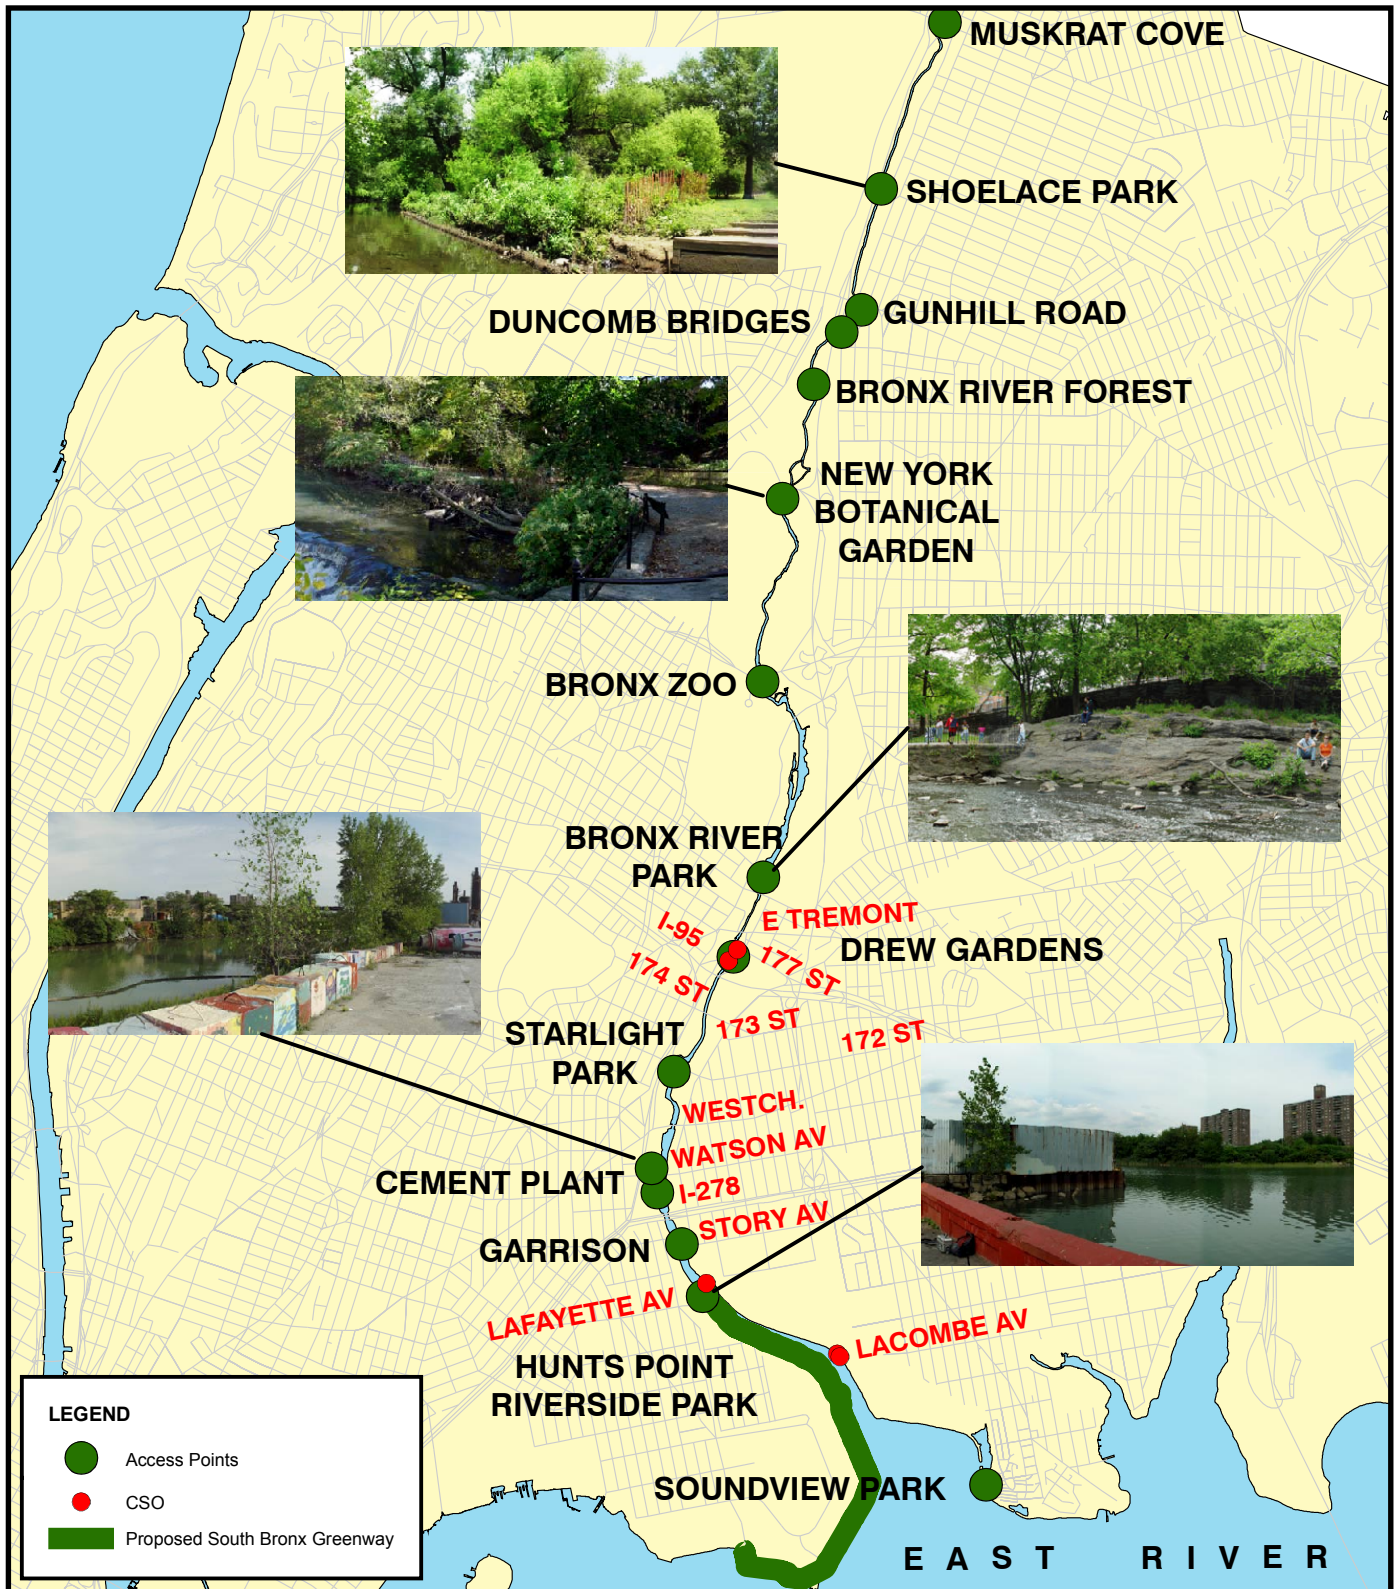 MUSKRAT COVE
SHOELACE PARK
GUNHILL ROAD
DUNCOMB BRIDGES
BRONX RIVER FOREST
NEW YORK
BOTANICAL
GARDEN
BRONX ZOO
BRONX RIVER
PARK
E TREMONT
I-95
DREW GARDENS
177 ST
174 ST
173 ST
172 ST
STARLIGHT
PARK
WESTCH.
WATSON AV
CEMENT PLANT
I-278
STORY AV
GARRISON
LAFAYETTE AV
LACOMBE AV
HUNTS POINT
RIVERSIDE PARK
SOUNDVIEW PARK
EAST RIVER
LEGEND
Access Points
CSO
Proposed South Bronx Greenway